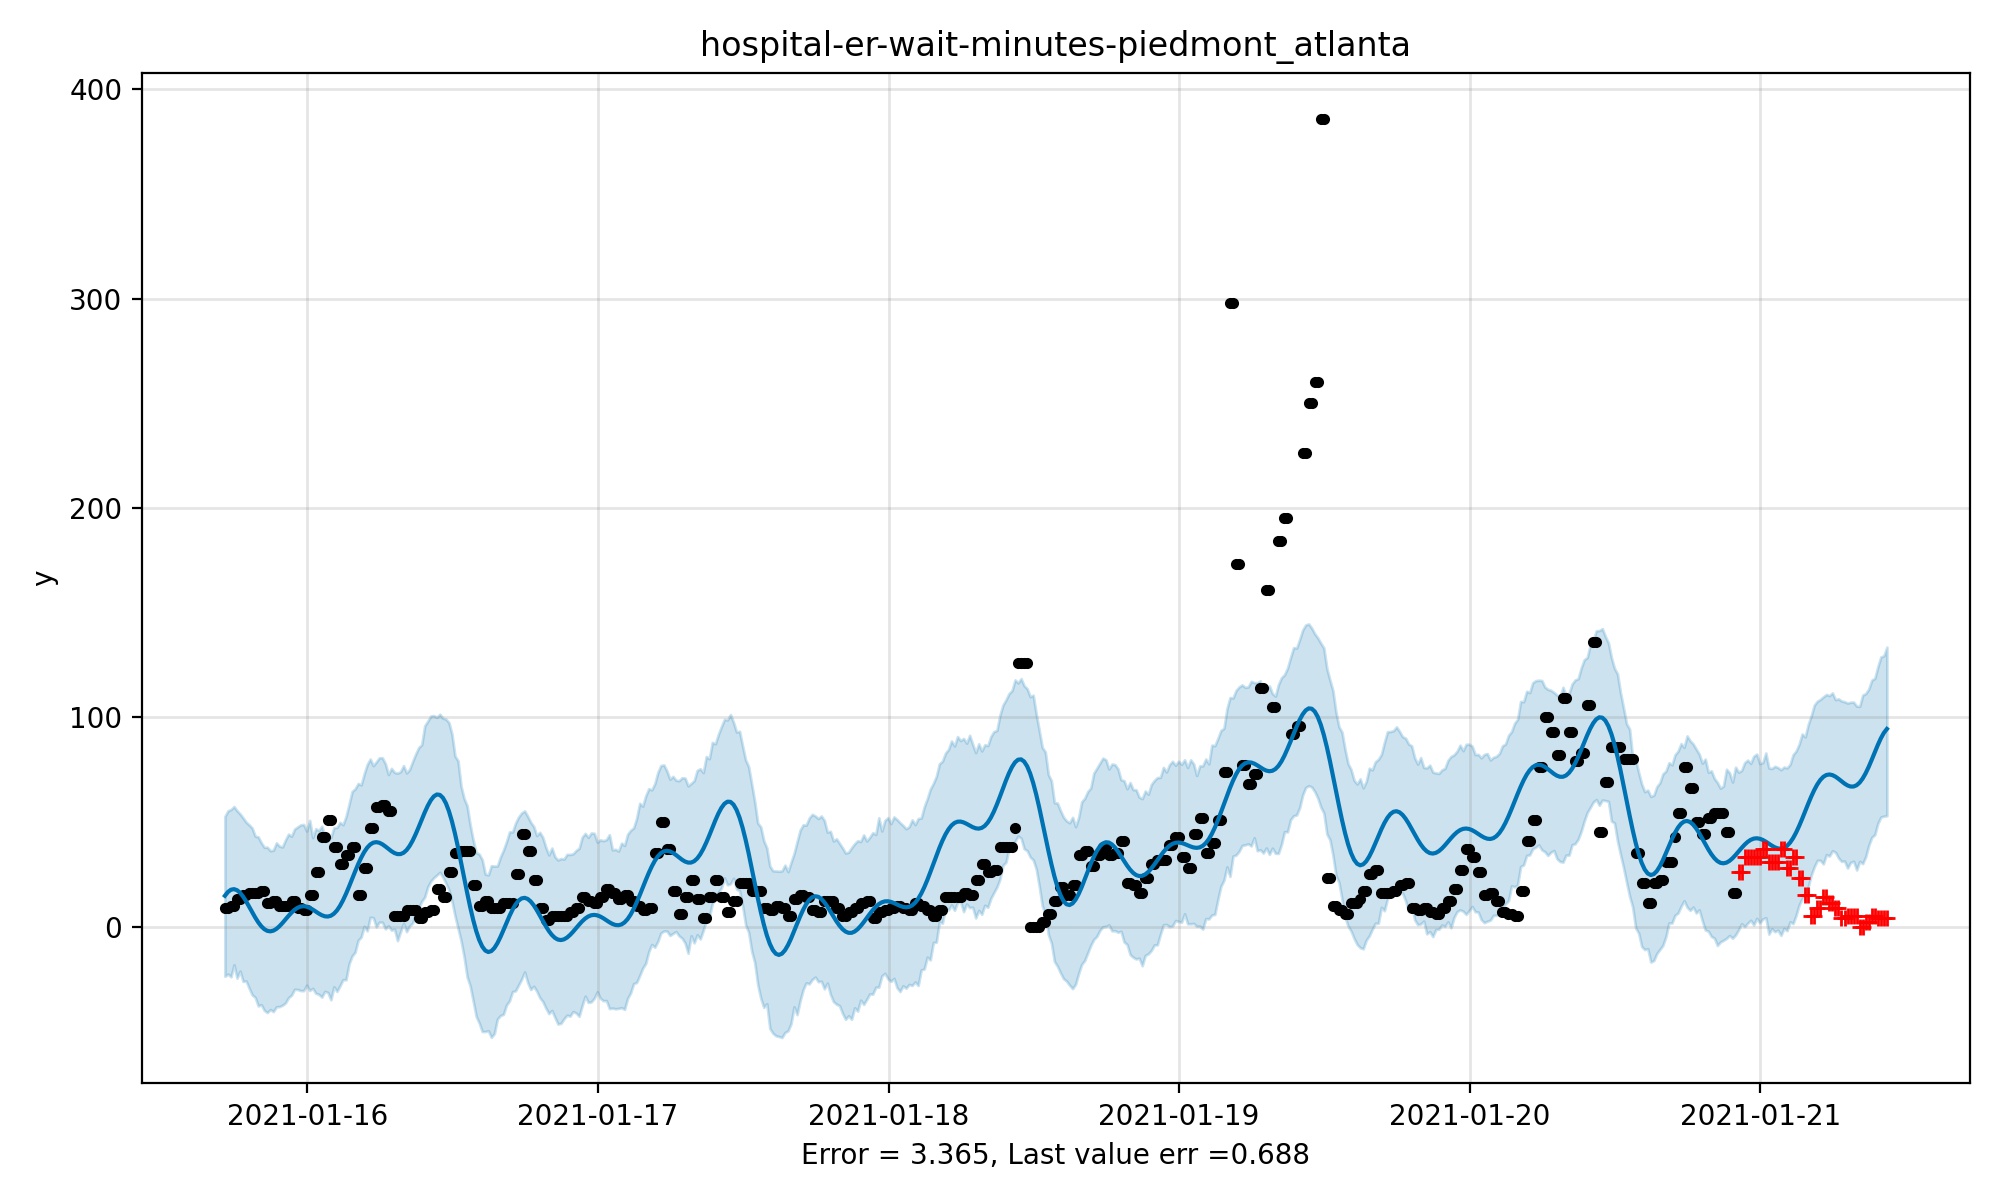 hospital-er-wait-minutes-piedmont_atlanta
400
300
200
100
0
y
2021-01-16 2021-01-17 2021-01-18 2021-01-19 2021-01-20 2021-01-21
Error = 3.365, Last value err =0.688